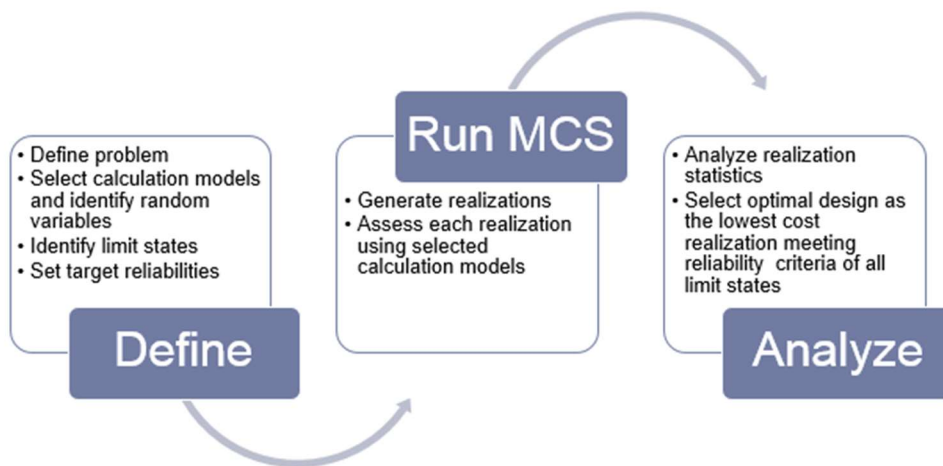 • Define problem
• Select calculation models
and identify random
variables
• Identify limit states
• Set target reliabilities
Define
Run MCS
• Generate realizations
• Assess each realization
using selected
calculation models
• Analyze realization
statistics
• Select optimal design as
the lowest cost
realization meeting
reliability criteria of all
limit states
Analyze